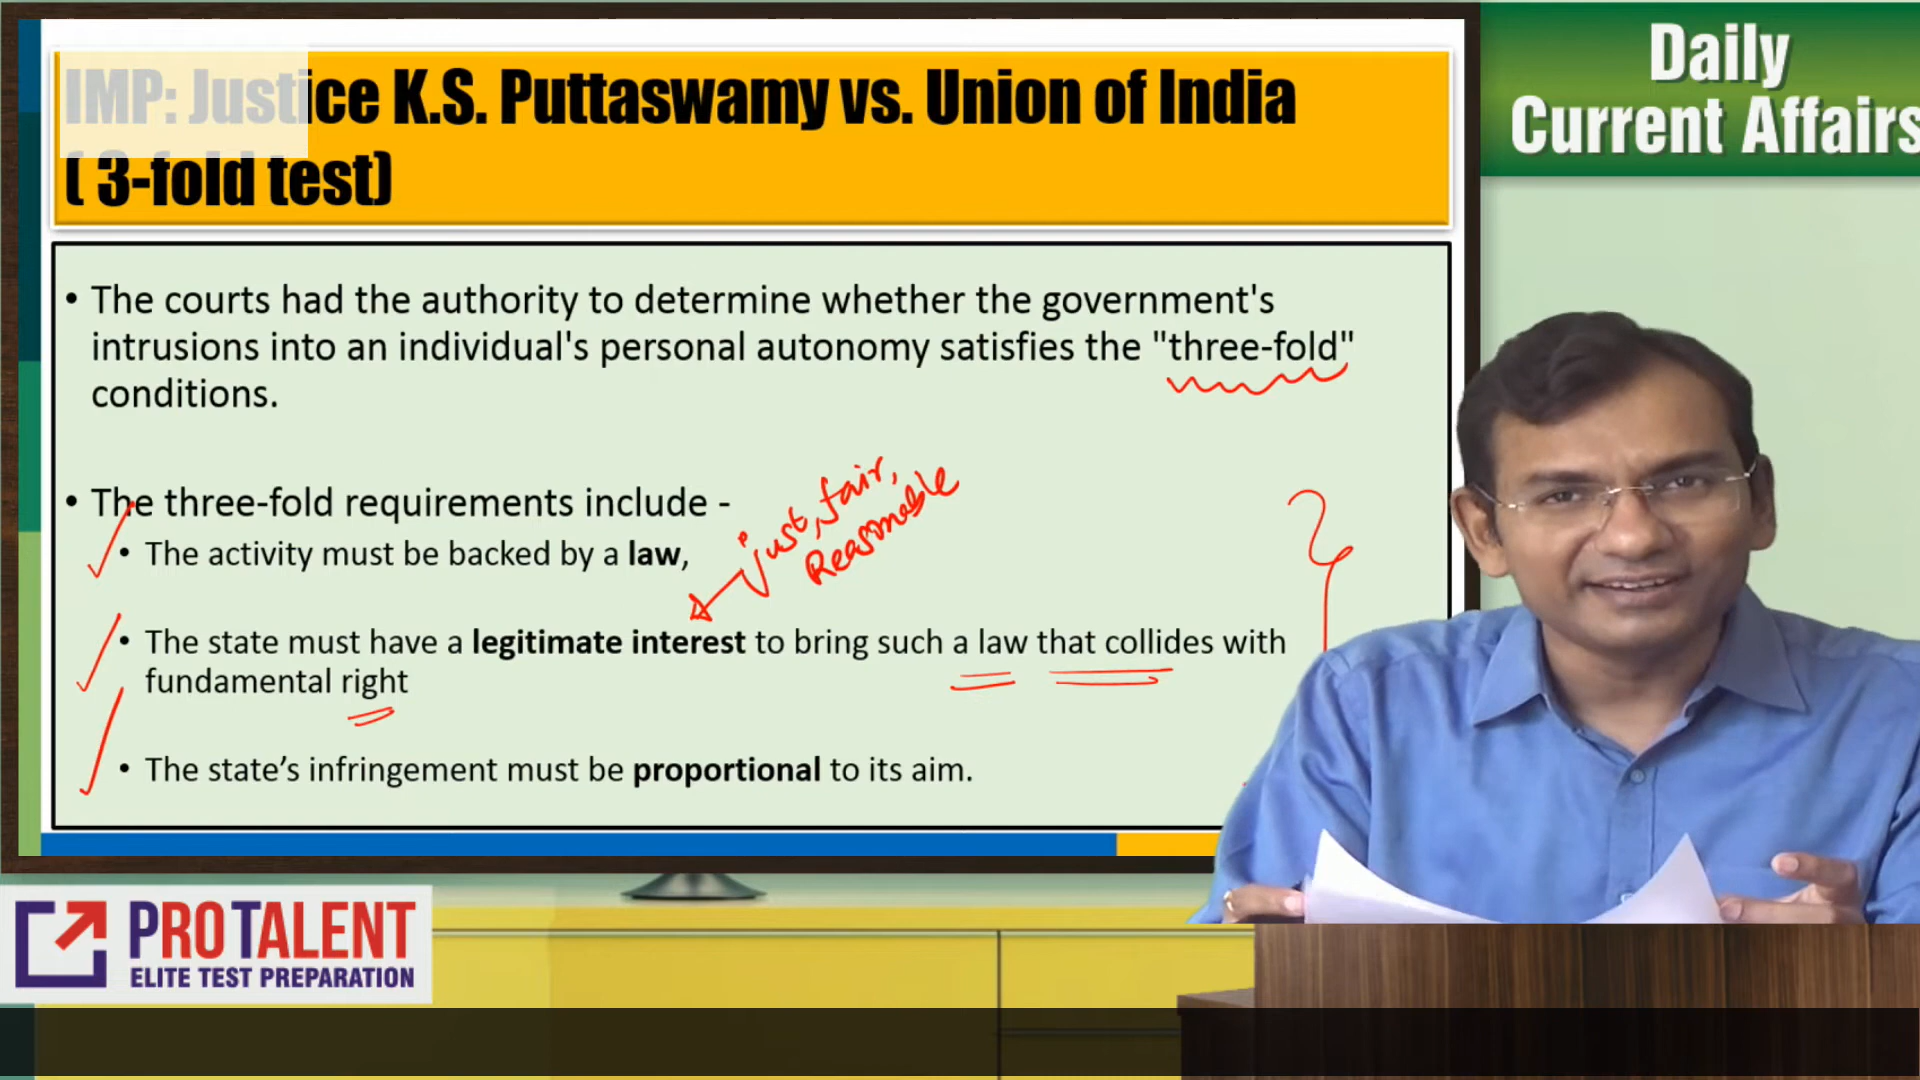 IMP: Justice K.S. Puttaswamy vs. Union of India
( 3-fold test)
• The courts had the authority to determine whether the government's
intrusions into an individual's personal autonomy satisfies the "three-fold"
conditions.
• The three-fold requirements include -
• The activity must be backed by a law,
just, fair,
Reasonable
• The state must have a legitimate interest to bring such a law that collides with
fundamental right
• The state’s infringement must be proportional to its aim.
Daily
Current Affairs
PROTALENT
ELITE TEST PREPARATION